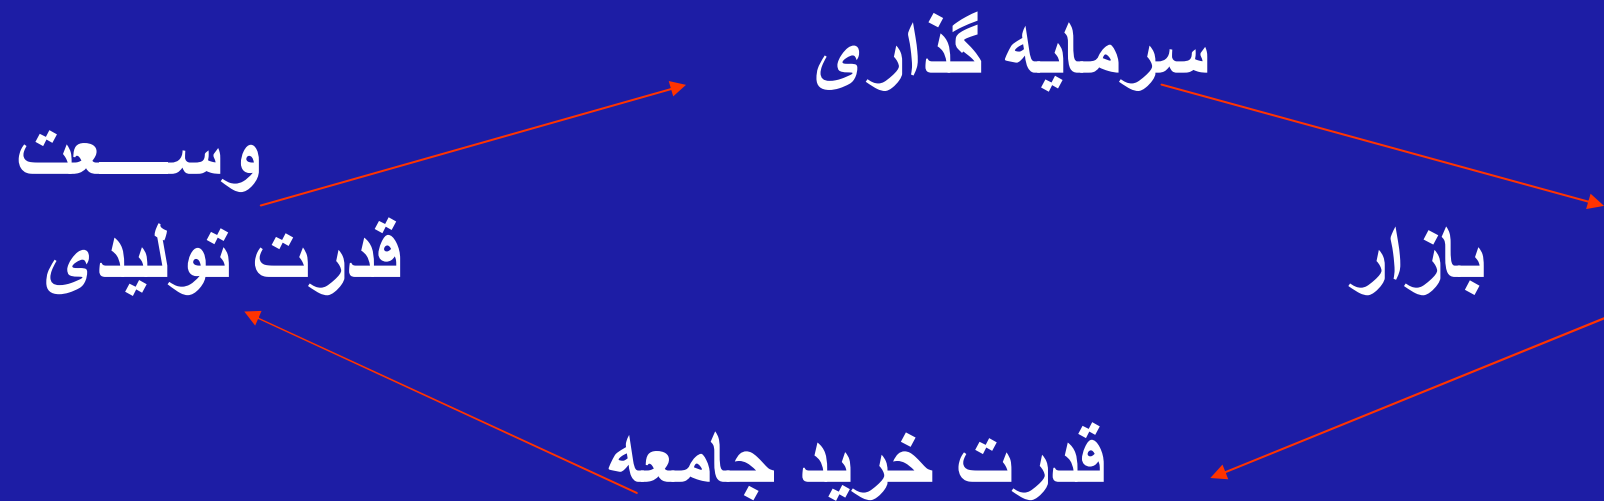 سرمایه گذاری
وســـعت
قدرت تولیدی
بازار
قدرت خرید جامعه